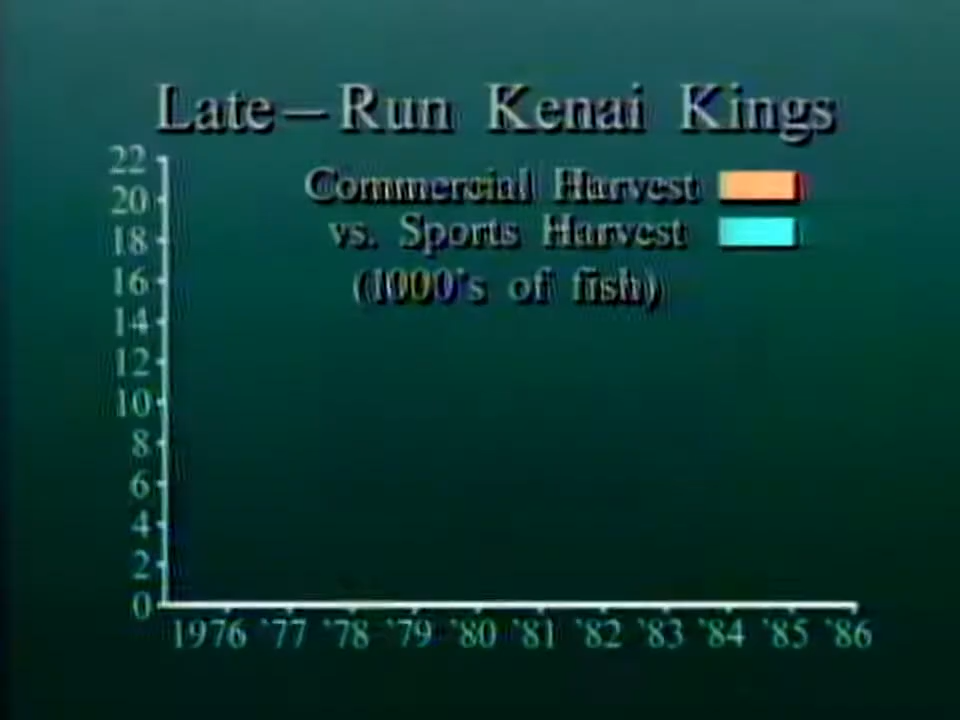 Late–Run Kenai Kings
Commercial Harvest
vs. Sports Harvest
(1000's of fish)
22
20
18
16
14
12
10
8
6
4
2
0
1976 '77 '78 '79 '80 '81 '82 '83 '84 '85 '86